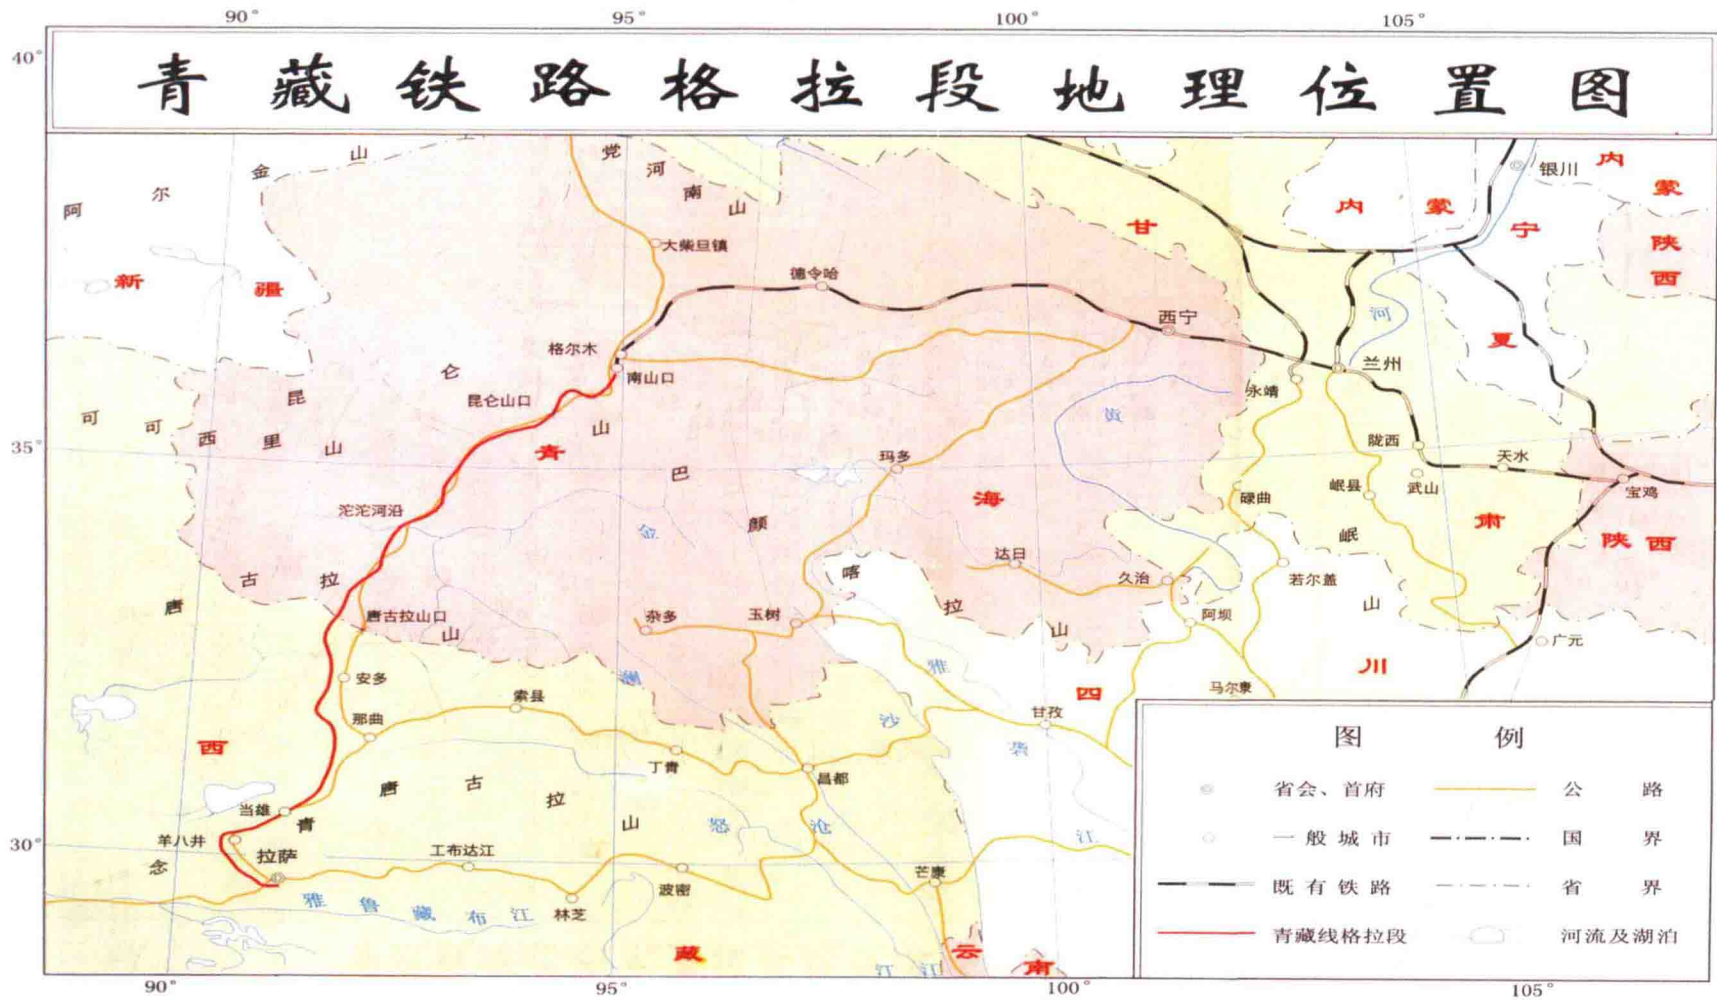 90° 95° 100° 105°
40°
青藏铁路格拉段地理位置图
阿尔金山
党河南山
甘
内蒙
银川
内蒙
宁
陕西
大柴旦镇
新疆
德令哈
西宁
河
夏
格尔木
南山口
兰州
永靖
昆仑山口
昆仑山
可可西里山
青
巴颜喀拉山
黄
陇西
天水
35°
玛多
海
碌曲
岷县
武山
宝鸡
沱沱河沿
金
肃
岷山
陕西
达日
久治
若尔盖
唐古拉山
唐古拉山口
杂多
玉树
阿坝
广元
川
安多
澜
雅
马尔康
四
索县
那曲
沙
甘孜
砻
西
丁青
昌都
唐古拉山
当雄
青
怒
沧
江
30°
羊八井
念
拉萨
工布达江
波密
芒康
雅鲁藏布江
林芝
藏
江
江
云南
图例
省会、首府
公路
一般城市
国界
既有铁路
省界
青藏线格拉段
河流及湖泊
90° 95° 100° 105°